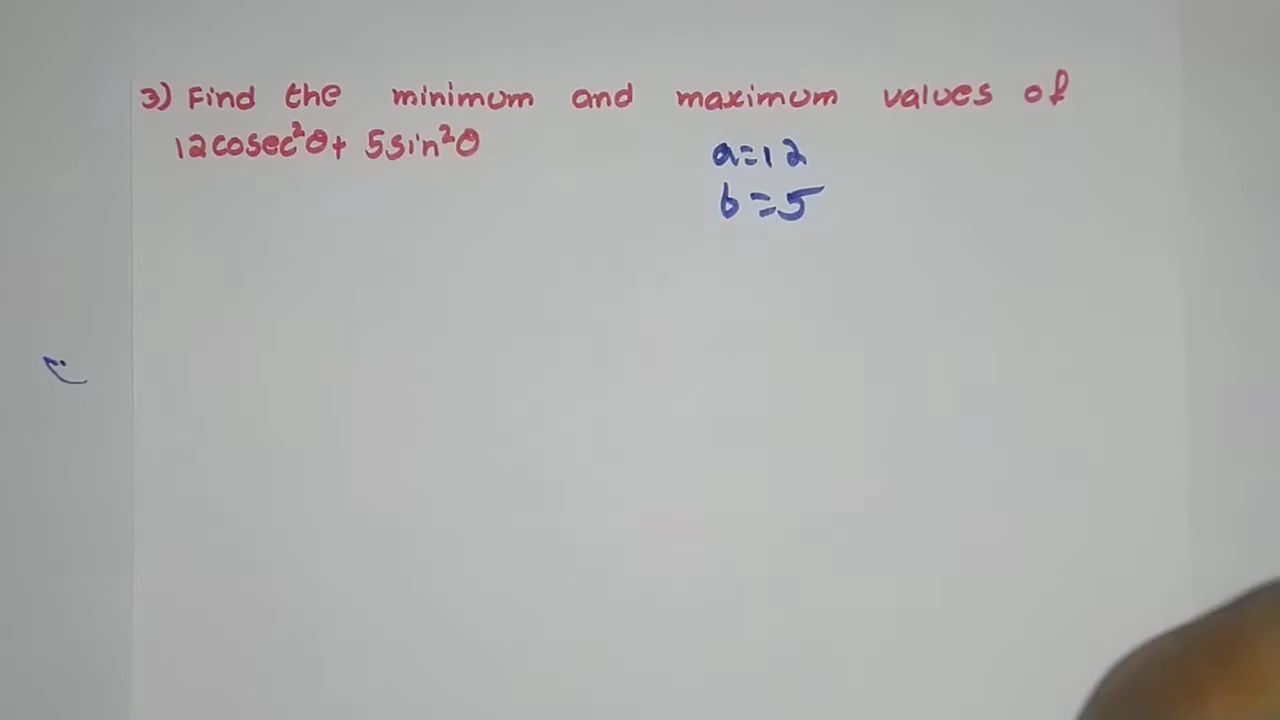 3) Find the minimum and maximum values of
12cosec²θ+ 5sin²θ
a=12
b=5